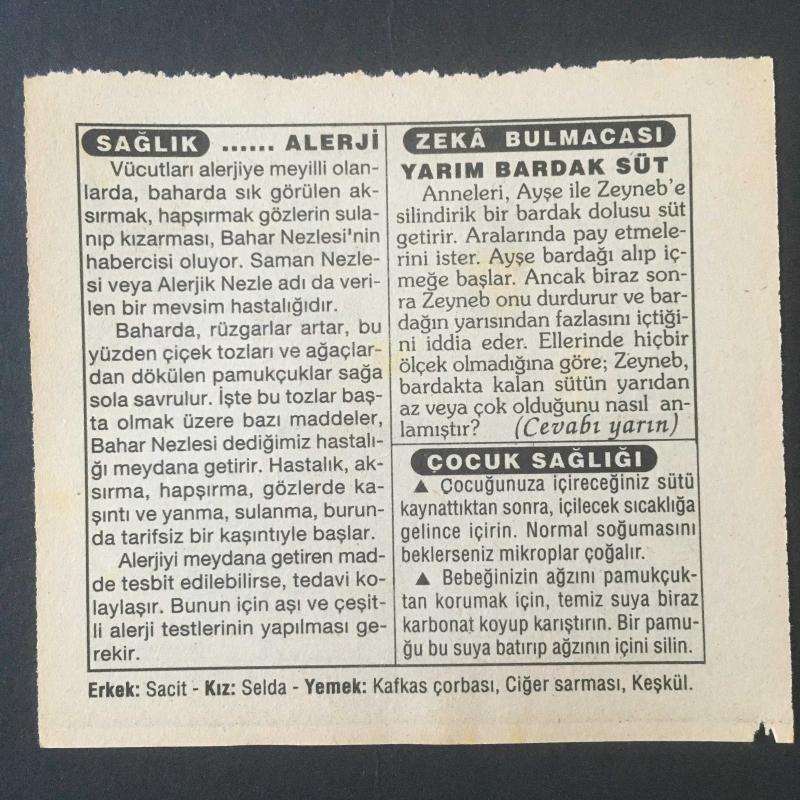 SAĞLIK ...... ALERJİ
Vücutları alerjiye meyilli olan-
larda, baharda sık görülen ak-
sırmak, hapşırmak gözlerin sula-
nıp kızarması, Bahar Nezlesi'nin
habercisi oluyor. Saman Nezle-
si veya Alerjik Nezle adı da veri-
len bir mevsim hastalığıdır.
Baharda, rüzgarlar artar, bu
yüzden çiçek tozları ve ağaçlar-
dan dökülen pamukçuklar sağa
sola savrulur. İşte bu tozlar baş-
ta olmak üzere bazı maddeler,
Bahar Nezlesi dediğimiz hastalı-
ğı meydana getirir. Hastalık, ak-
sırma, hapşırma, gözlerde ka-
şıntı ve yanma, sulanma, burun-
da tarifsiz bir kaşıntıyle başlar.
Alerjiyi meydana getiren mad-
de tesbit edilebilirse, tedavi ko-
laylaşır. Bunun için aşı ve çeşit-
li alerji testlerinin yapılması ge-
rekir.
ZEKÂ BULMACASI
YARIM BARDAK SÜT
Anneleri, Ayşe ile Zeyneb'e
silindirik bir bardak dolusu süt
getirir. Aralarında pay etmele-
rini ister. Ayşe bardağı alıp iç-
meğe başlar. Ancak biraz son-
ra Zeyneb onu durdurur ve bar-
dağın yarısından fazlasını içtiği-
ni iddia eder. Ellerinde hiçbir
ölçek olmadığına göre; Zeyneb,
bardakta kalan sütün yarıdan
az veya çok olduğunu nasıl an-
lamıştır? (Cevabı yarın)
ÇOCUK SAĞLIĞI
▲ Çocuğunuza içireceğiniz sütü
kaynattıktan sonra, içilecek sıcaklığa
gelince içirin. Normal soğumasını
beklerseniz mikroplar çoğalır.
▲ Bebeğinizin ağzını pamukçuk-
tan korumak için, temiz suya biraz
karbonat koyup karıştırın. Bir pamu-
ğu bu suya batırıp ağzının içini silin.
Erkek: Sacit - Kız: Selda - Yemek: Kafkas çorbası, Ciğer sarması, Keşkül.